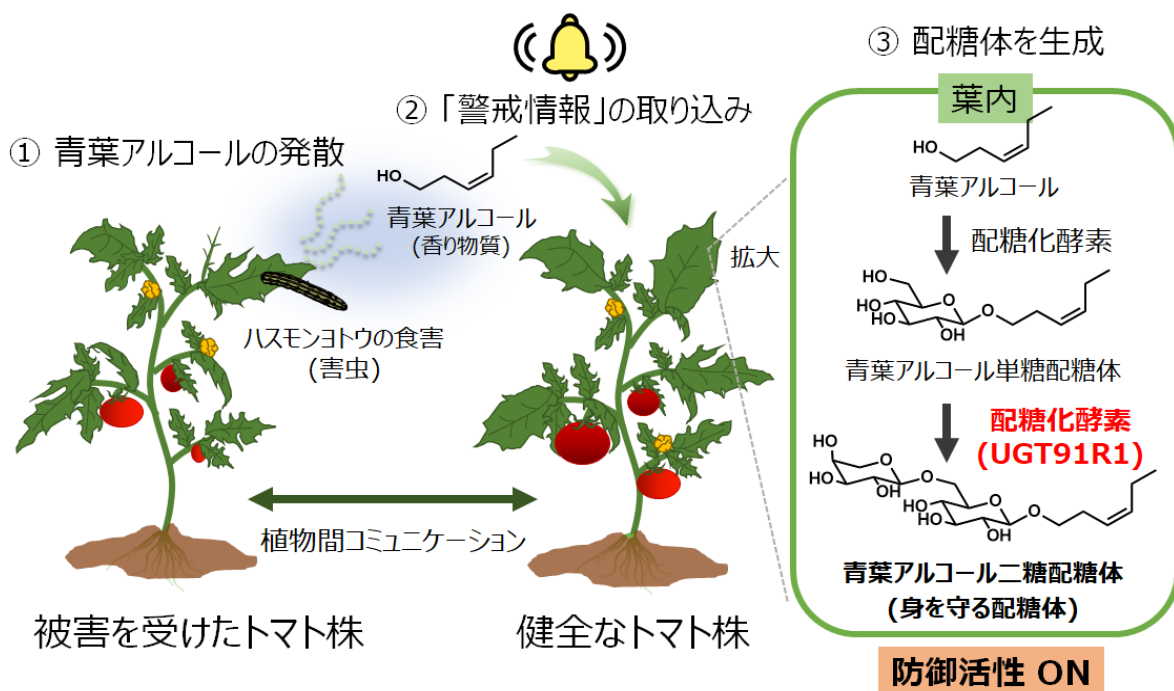 ① 青葉アルコールの発散
② 「警戒情報」の取り込み
HO
青葉アルコール
(香り物質)
ハスモンヨトウの食害
(害虫)
拡大
植物間コミュニケーション
被害を受けたトマト株
健全なトマト株
③ 配糖体を生成
葉内
HO
青葉アルコール
配糖化酵素
HO
HO
HO
OH
O
O
青葉アルコール単糖配糖体
配糖化酵素
(UGT91R1)
HO
HO
OH
O
O
HO
HO
OH
O
O
青葉アルコール二糖配糖体
(身を守る配糖体)
防御活性 ON